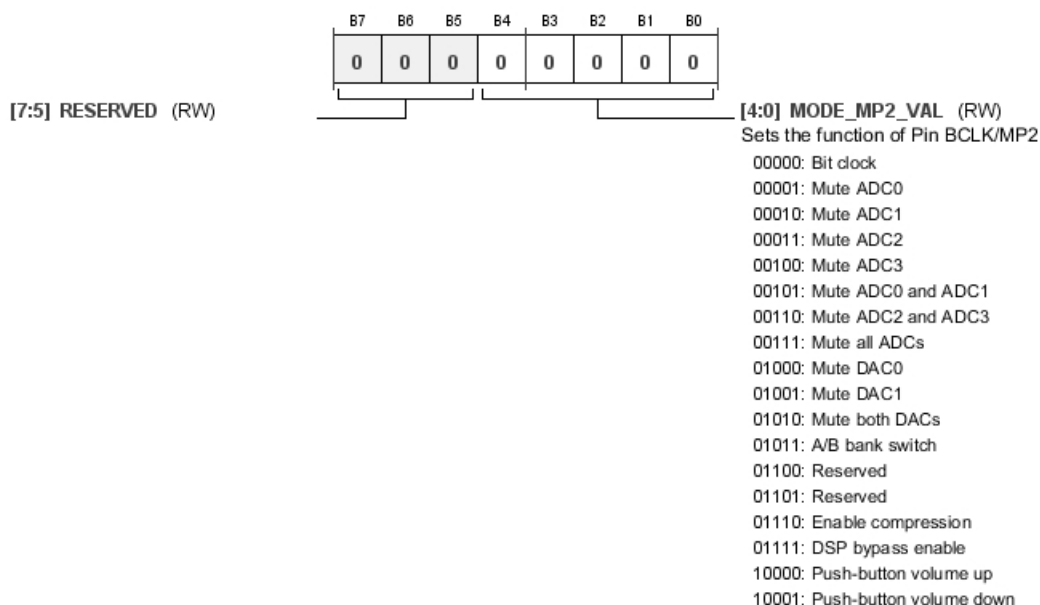 B7 B6 B5 B4 B3 B2 B1 B0
0 0 0 0 0 0 0 0
[7:5] RESERVED (RW)
[4:0] MODE_MP2_VAL (RW)
Sets the function of Pin BCLK/MP2
00000: Bit clock
00001: Mute ADC0
00010: Mute ADC1
00011: Mute ADC2
00100: Mute ADC3
00101: Mute ADC0 and ADC1
00110: Mute ADC2 and ADC3
00111: Mute all ADCs
01000: Mute DAC0
01001: Mute DAC1
01010: Mute both DACs
01011: A/B bank switch
01100: Reserved
01101: Reserved
01110: Enable compression
01111: DSP bypass enable
10000: Push-button volume up
10001: Push-button volume down